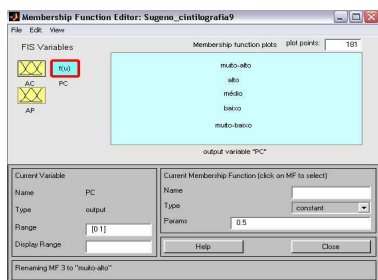 Membership Function Editor: Sugeno_cintilografia9
File Edit View
FIS Variables
Membership function plots plot points: 181
f(u)
AC PC
AP
muito-alto
alto
médio
baixo
muito-baixo
output variable "PC"
Current Variable
Name PC
Type output
Range [0 1]
Display Range
Current Membership Function (click on MF to select)
Name
Type constant
Params 0.5
Help Close
Renaming MF 3 to "muito-alto"